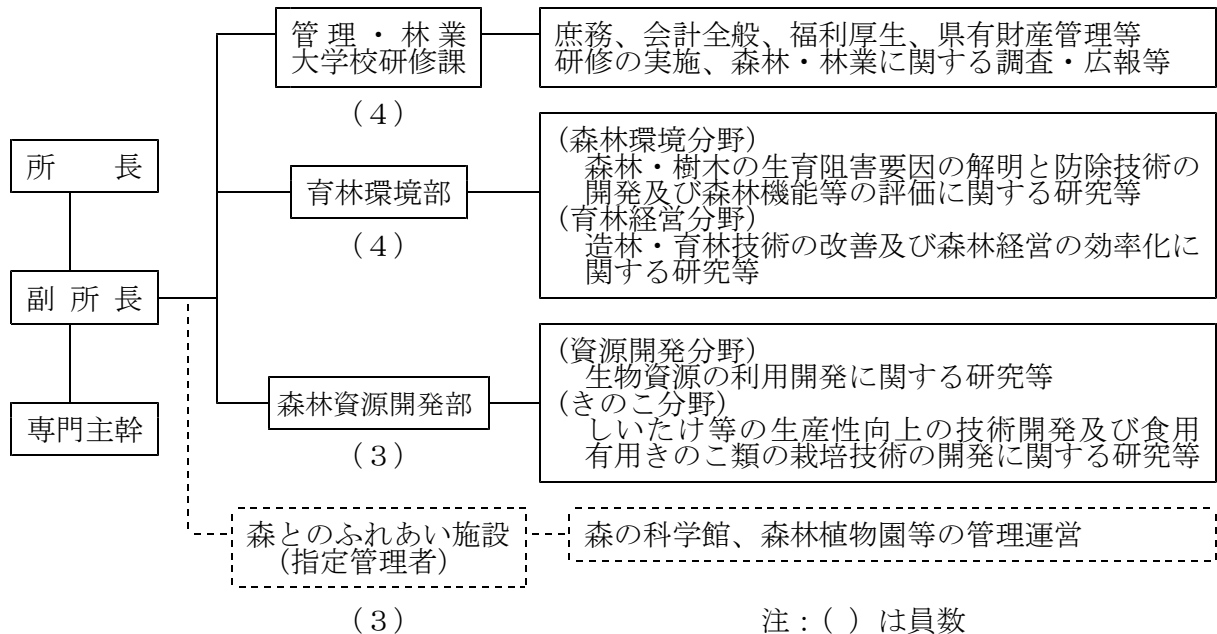 管理・林業
大学校研修課
（４）
庶務、会計全般、福利厚生、県有財産管理等
研修の実施、森林・林業に関する調査・広報等
所長
副所長
専門主幹
育林環境部
（４）
(森林環境分野)
森林・樹木の生育阻害要因の解明と防除技術の
開発及び森林機能等の評価に関する研究等
(育林経営分野)
造林・育林技術の改善及び森林経営の効率化に
関する研究等
森林資源開発部
（３）
(資源開発分野)
生物資源の利用開発に関する研究等
(きのこ分野)
しいたけ等の生産性向上の技術開発及び食用
有用きのこ類の栽培技術の開発に関する研究等
森とのふれあい施設
(指定管理者)
（３）
森の科学館、森林植物園等の管理運営
注：( ) は員数